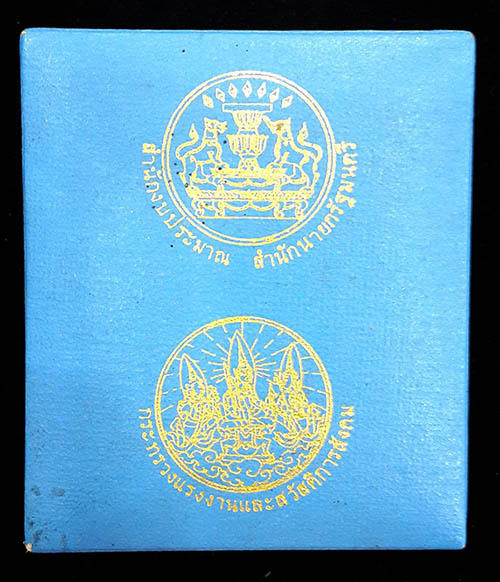 สำนักงบประมาณ สำนักนายกรัฐมนตรี
กระทรวงแรงงานและสวัสดิการสังคม